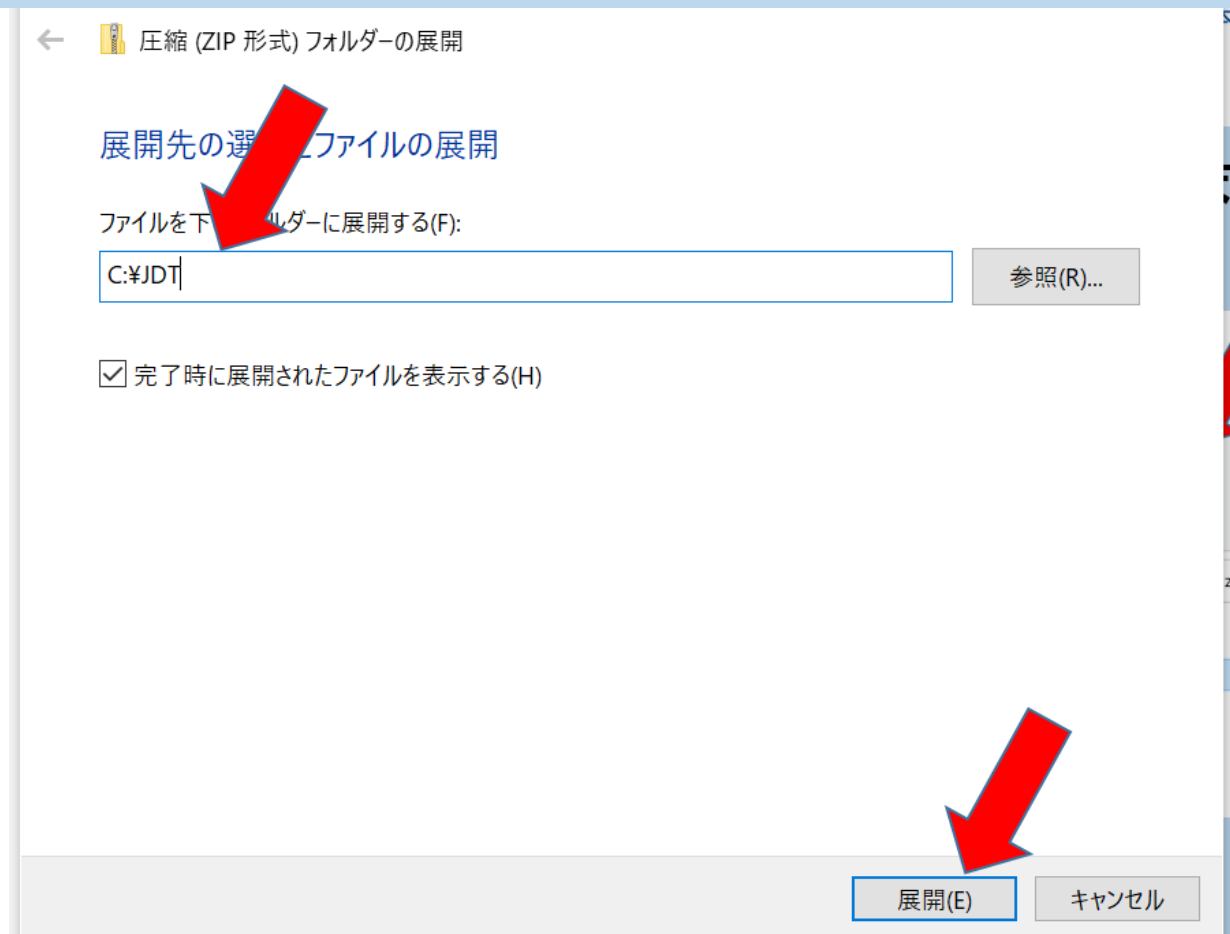 圧縮 (ZIP 形式) フォルダーの展開
展開先の選 ファイルの展開
ファイルを下 ルダーに展開する(F):
C:¥JDT
参照(R)...
完了時に展開されたファイルを表示する(H)
展開(E)
キャンセル